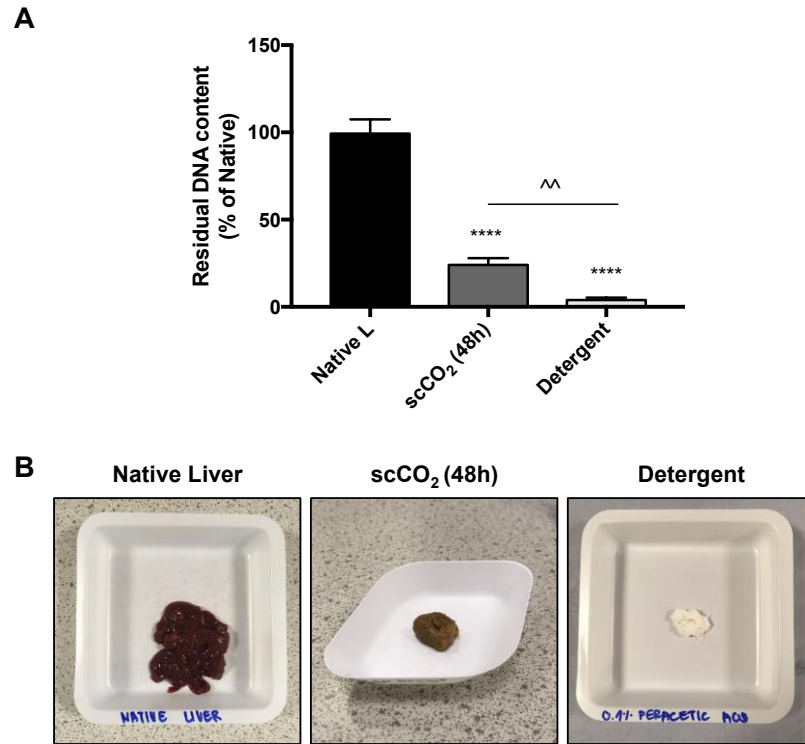 A
150
100
50
0
Residual DNA content
(% of Native)
^^
****
****
Native L
scCO₂ (48h)
Detergent
B
Native Liver
scCO₂ (48h)
Detergent
NATIVE LIVER
0.1% PERACETIC ACID